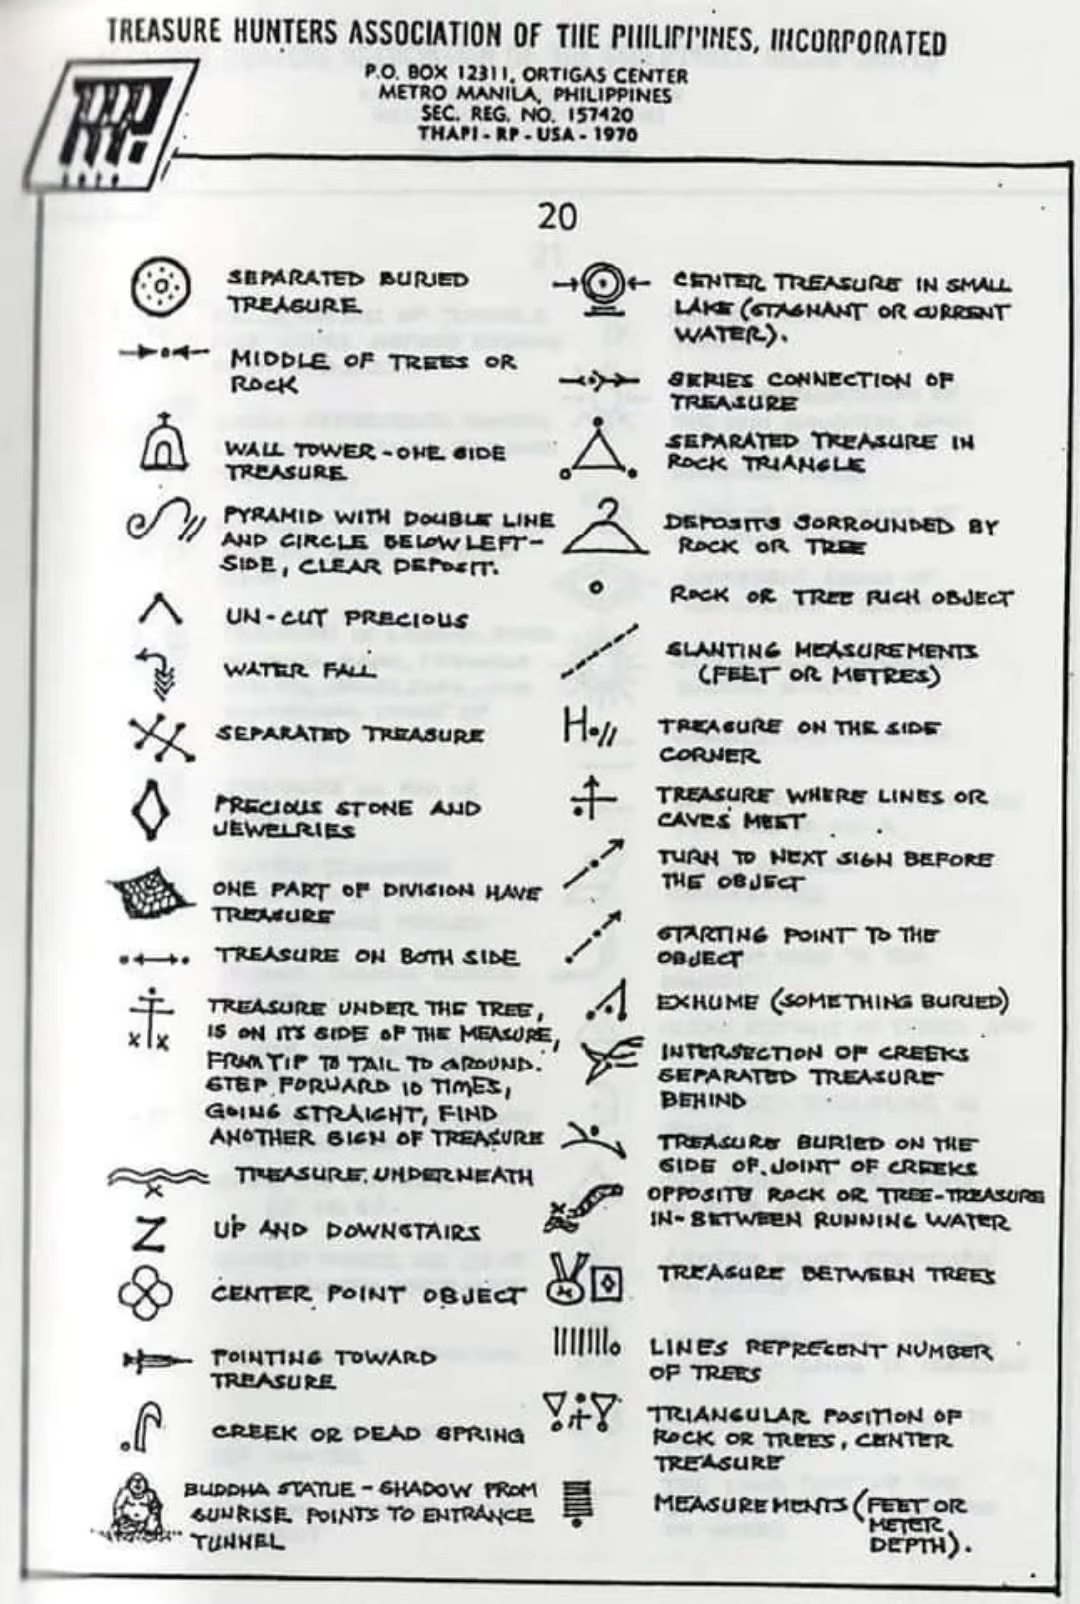 TREASURE HUNTERS ASSOCIATION OF THE PHILIPPINES, INCORPORATED
P.O. BOX 12311, ORTIGAS CENTER
METRO MANILA, PHILIPPINES
SEC. REG. NO. 157420
THAPI - RP - USA - 1970
20
SEPARATED BURIED
TREASURE
MIDDLE OF TREES OR
ROCK
WALL TOWER - ONE SIDE
TREASURE
PYRAMID WITH DOUBLE LINE
AND CIRCLE BELOW LEFT-
SIDE, CLEAR DEPOSIT.
UN-CUT PRECIOUS
WATER FALL
SEPARATED TREASURE
PRECIOUS STONE AND
JEWELRIES
ONE PART OF DIVISION HAVE
TREASURE
TREASURE ON BOTH SIDE
TREASURE UNDER THE TREE,
IS ON ITS SIDE OF THE MEASURE,
FROM TIP TO TAIL TO GROUND.
STEP FORWARD 10 TIMES,
GOING STRAIGHT, FIND
ANOTHER SIGN OF TREASURE
TREASURE UNDERNEATH
UP AND DOWNSTAIRS
CENTER POINT OBJECT
POINTING TOWARD
TREASURE
CREEK OR DEAD SPRING
BUDDHA STATUE - SHADOW FROM
SUNRISE POINTS TO ENTRANCE
TUNNEL
CENTER TREASURE IN SMALL
LAKE (STAGNANT OR CURRENT
WATER).
SERIES CONNECTION OF
TREASURE
SEPARATED TREASURE IN
ROCK TRIANGLE
DEPOSITS SORROUNDED BY
ROCK OR TREE
ROCK OR TREE RICH OBJECT
SLANTING MEASUREMENTS
(FEET OR METRES)
TREASURE ON THE SIDE
CORNER
TREASURE WHERE LINES OR
CAVES MEET
TURN TO NEXT SIGN BEFORE
THE OBJECT
STARTING POINT TO THE
OBJECT
EXHUME (SOMETHING BURIED)
INTERSECTION OF CREEKS
SEPARATED TREASURE
BEHIND
TREASURE BURIED ON THE
SIDE OF JOINT OF CREEKS
OPPOSITE ROCK OR TREE-TREASURE
IN-BETWEEN RUNNING WATER
TREASURE BETWEEN TREES
LINES REPRECENT NUMBER
OF TREES
TRIANGULAR POSITION OF
ROCK OR TREES, CENTER
TREASURE
MEASUREMENTS (FEET OR
METER
DEPTH).